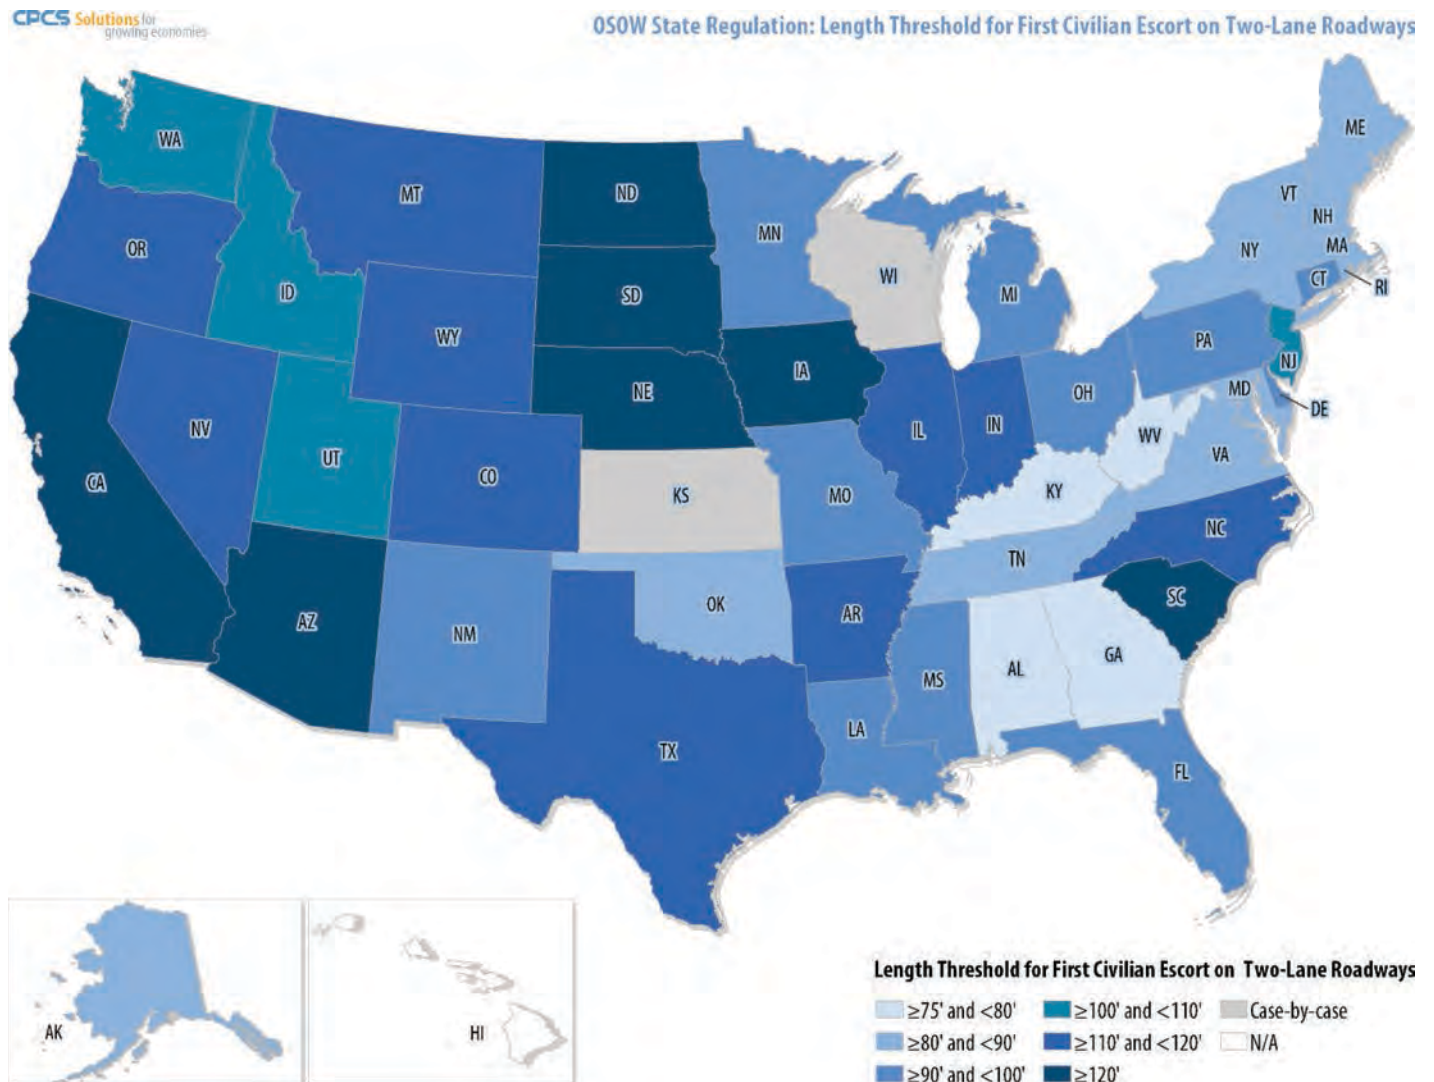 CPCS Solutions for
growing economies
OSOW State Regulation: Length Threshold for First Civilian Escort on Two-Lane Roadways
WA
OR
CA
NV
ID
MT
WY
UT
AZ
CO
NM
ND
SD
NE
KS
OK
TX
MN
IA
MO
AR
LA
WI
IL
MS
MI
IN
OH
KY
TN
AL
GA
FL
SC
NC
VA
WV
MD
DE
PA
NJ
NY
CT
RI
MA
NH
VT
ME
AK
HI
Length Threshold for First Civilian Escort on Two-Lane Roadways
≥75' and <80'
≥80' and <90'
≥90' and <100'
≥100' and <110'
≥110' and <120'
≥120'
Case-by-case
N/A